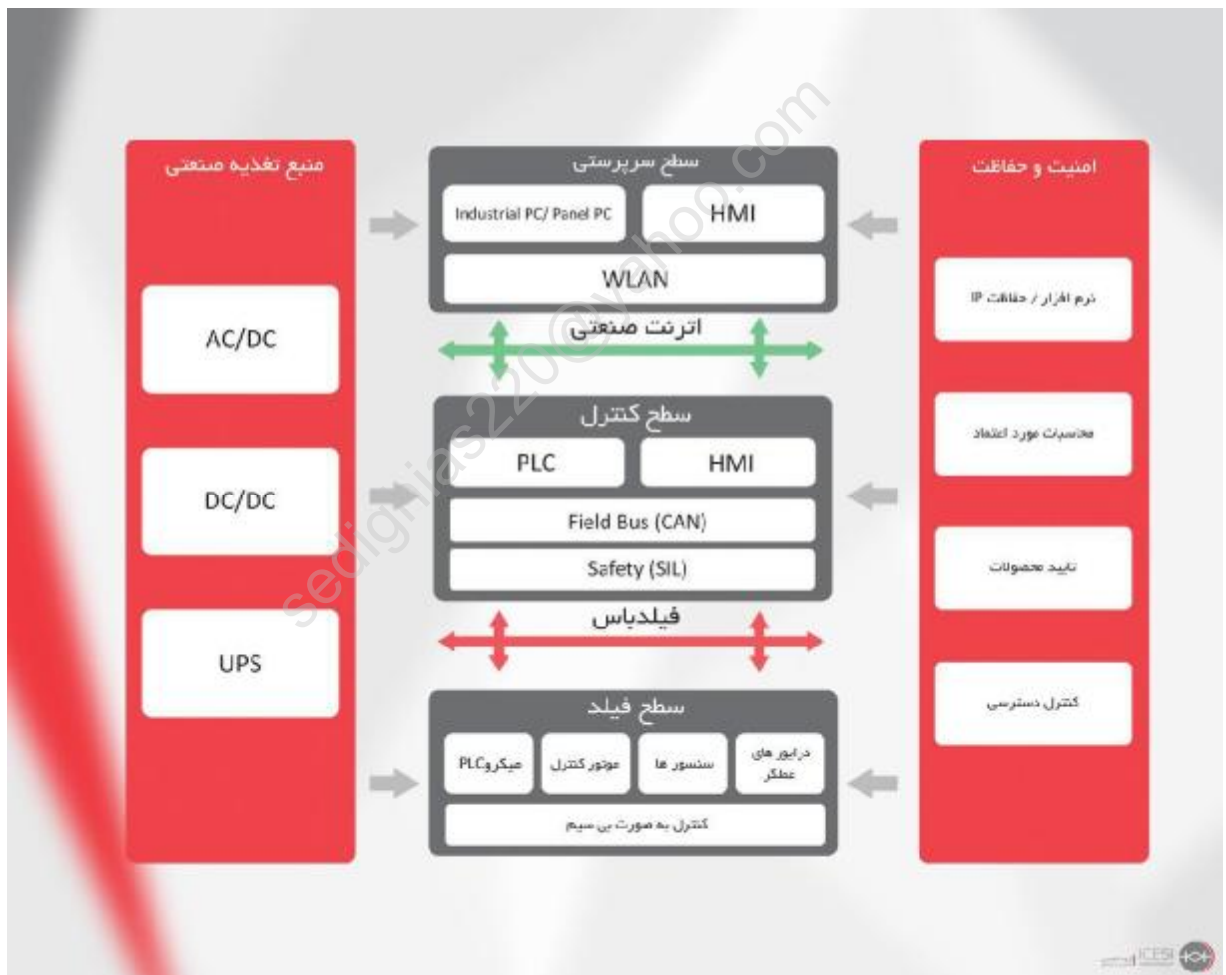 منبع تغذیه صنعتی
AC/DC
DC/DC
UPS
سطح سرپرستی
Industrial PC/ Panel PC
HMI
WLAN
اترنت صنعتی
سطح کنترل
PLC
HMI
Field Bus (CAN)
Safety (SIL)
فیلدباس
سطح فیلد
میکروPLC
موتور کنترل
سنسور ها
درایور های
عملگر
کنترل به صورت بی سیم
امنیت و حفاظت
نرم افزار / حفاظت IP
محاسبات مورد اعتماد
تایید محصولات
کنترل دسترسی
sedighias220@yahoo.com
ICESI